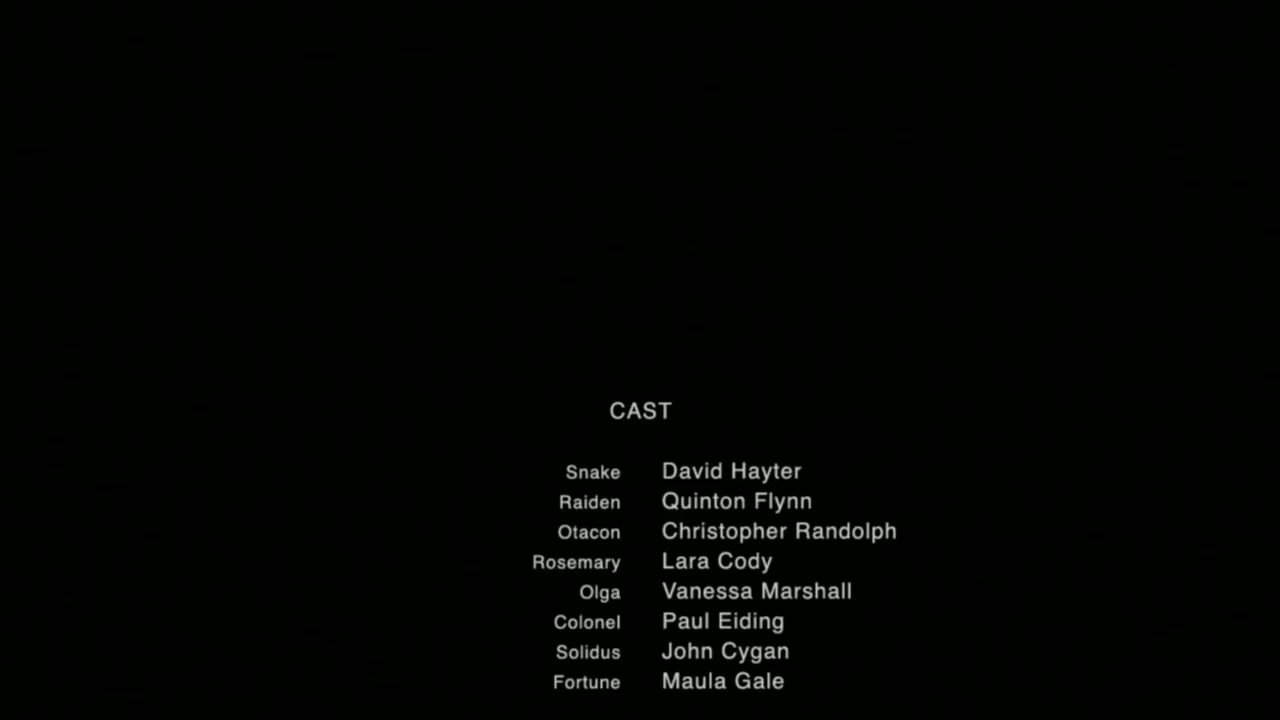 CAST
Snake David Hayter
Raiden Quinton Flynn
Otacon Christopher Randolph
Rosemary Lara Cody
Olga Vanessa Marshall
Colonel Paul Eiding
Solidus John Cygan
Fortune Maula Gale